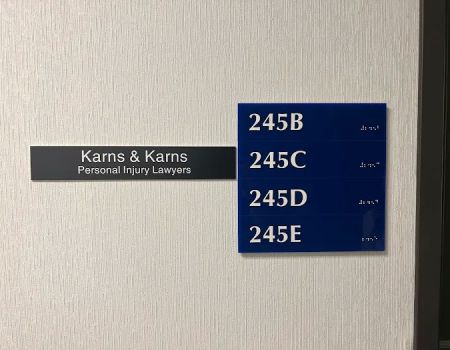 Karns & Karns
Personal Injury Lawyers
245B
245C
245D
245E